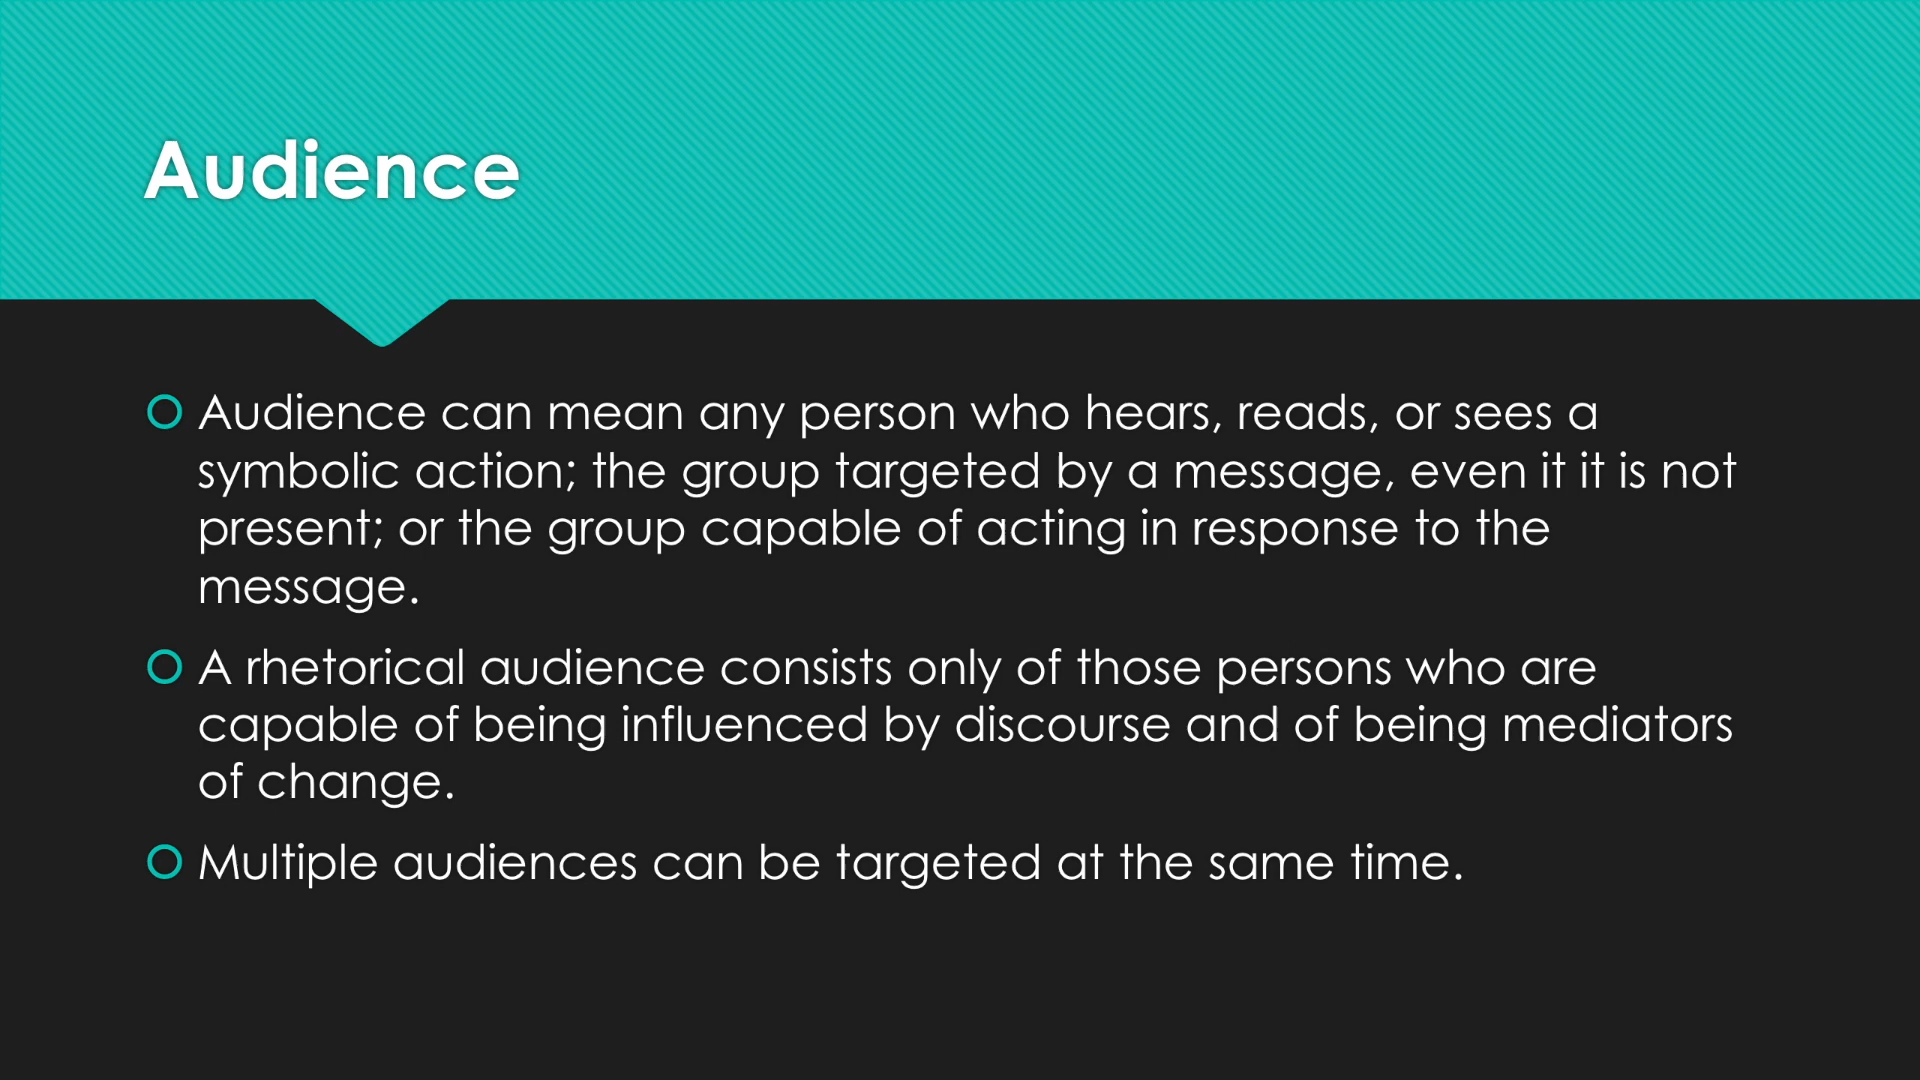 Audience
Audience can mean any person who hears, reads, or sees a
symbolic action; the group targeted by a message, even it it is not
present; or the group capable of acting in response to the
message.
A rhetorical audience consists only of those persons who are
capable of being influenced by discourse and of being mediators
of change.
Multiple audiences can be targeted at the same time.